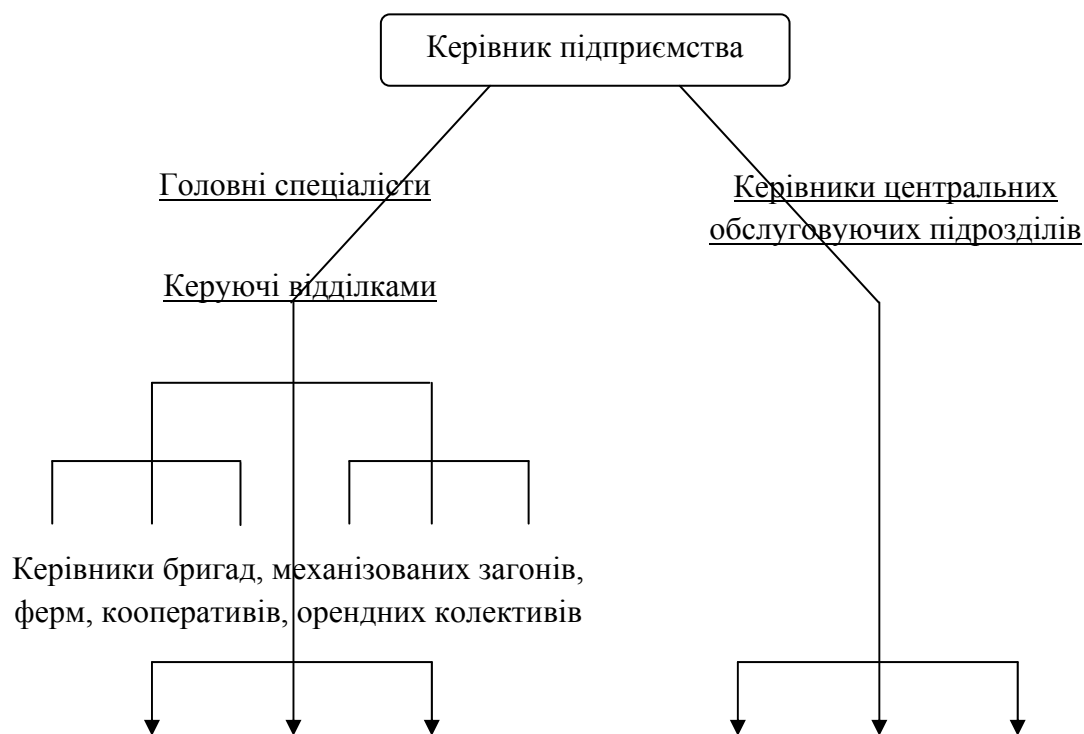 Керівник підприємства
Головні спеціалісти
Керівники центральних
обслуговуючих підрозділів
Керуючі відділками
Керівники бригад, механізованих загонів,
ферм, кооперативів, орендних колективів